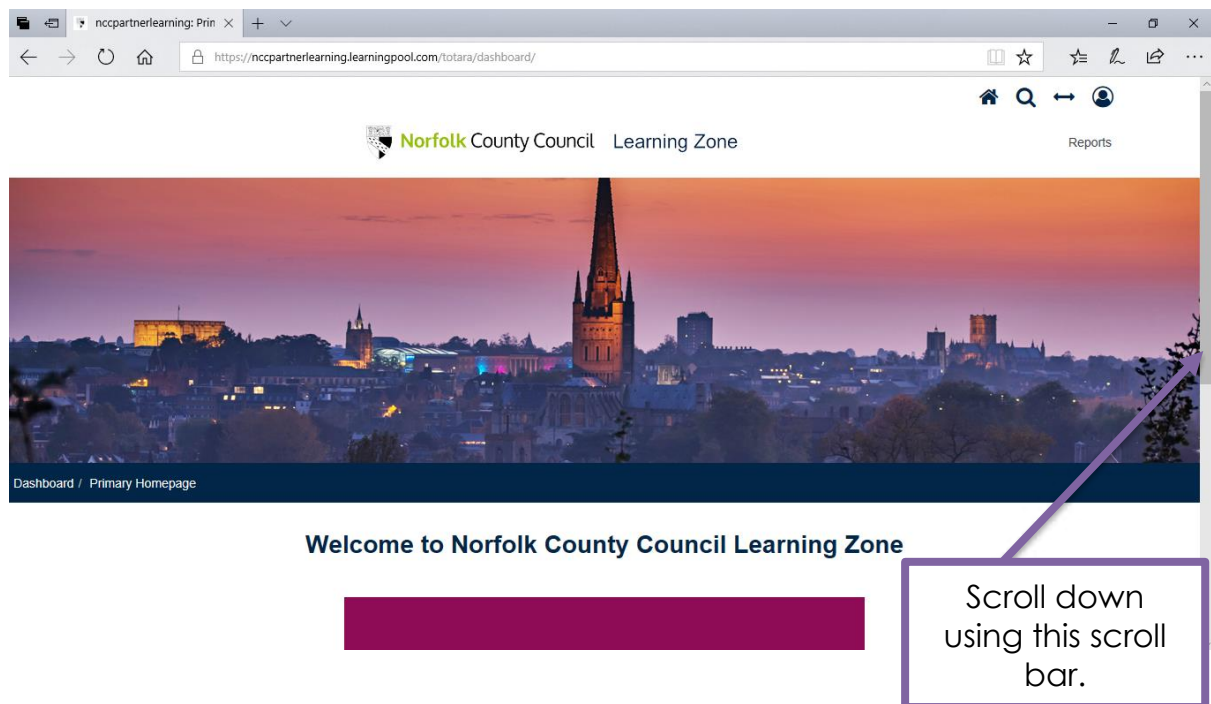 nccpartnerlearning: Prin
https://nccpartnerlearning.learningpool.com/totara/dashboard/
Norfolk County Council Learning Zone
Reports
Dashboard / Primary Homepage
Welcome to Norfolk County Council Learning Zone
Scroll down
using this scroll
bar.